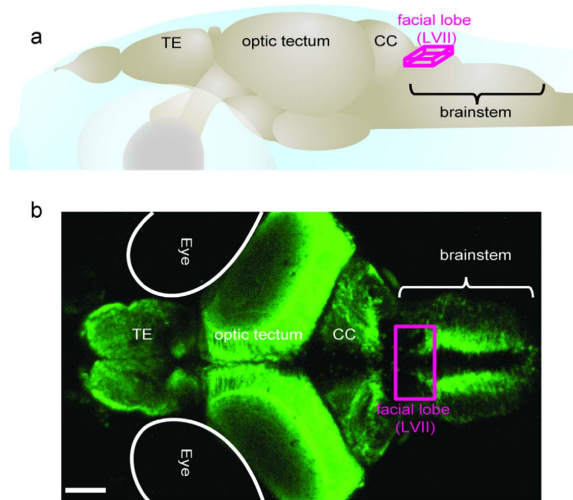 a
TE
optic tectum
CC
facial lobe
(LVII)
brainstem
b
Eye
brainstem
TE
optic tectum
CC
facial lobe
(LVII)
Eye